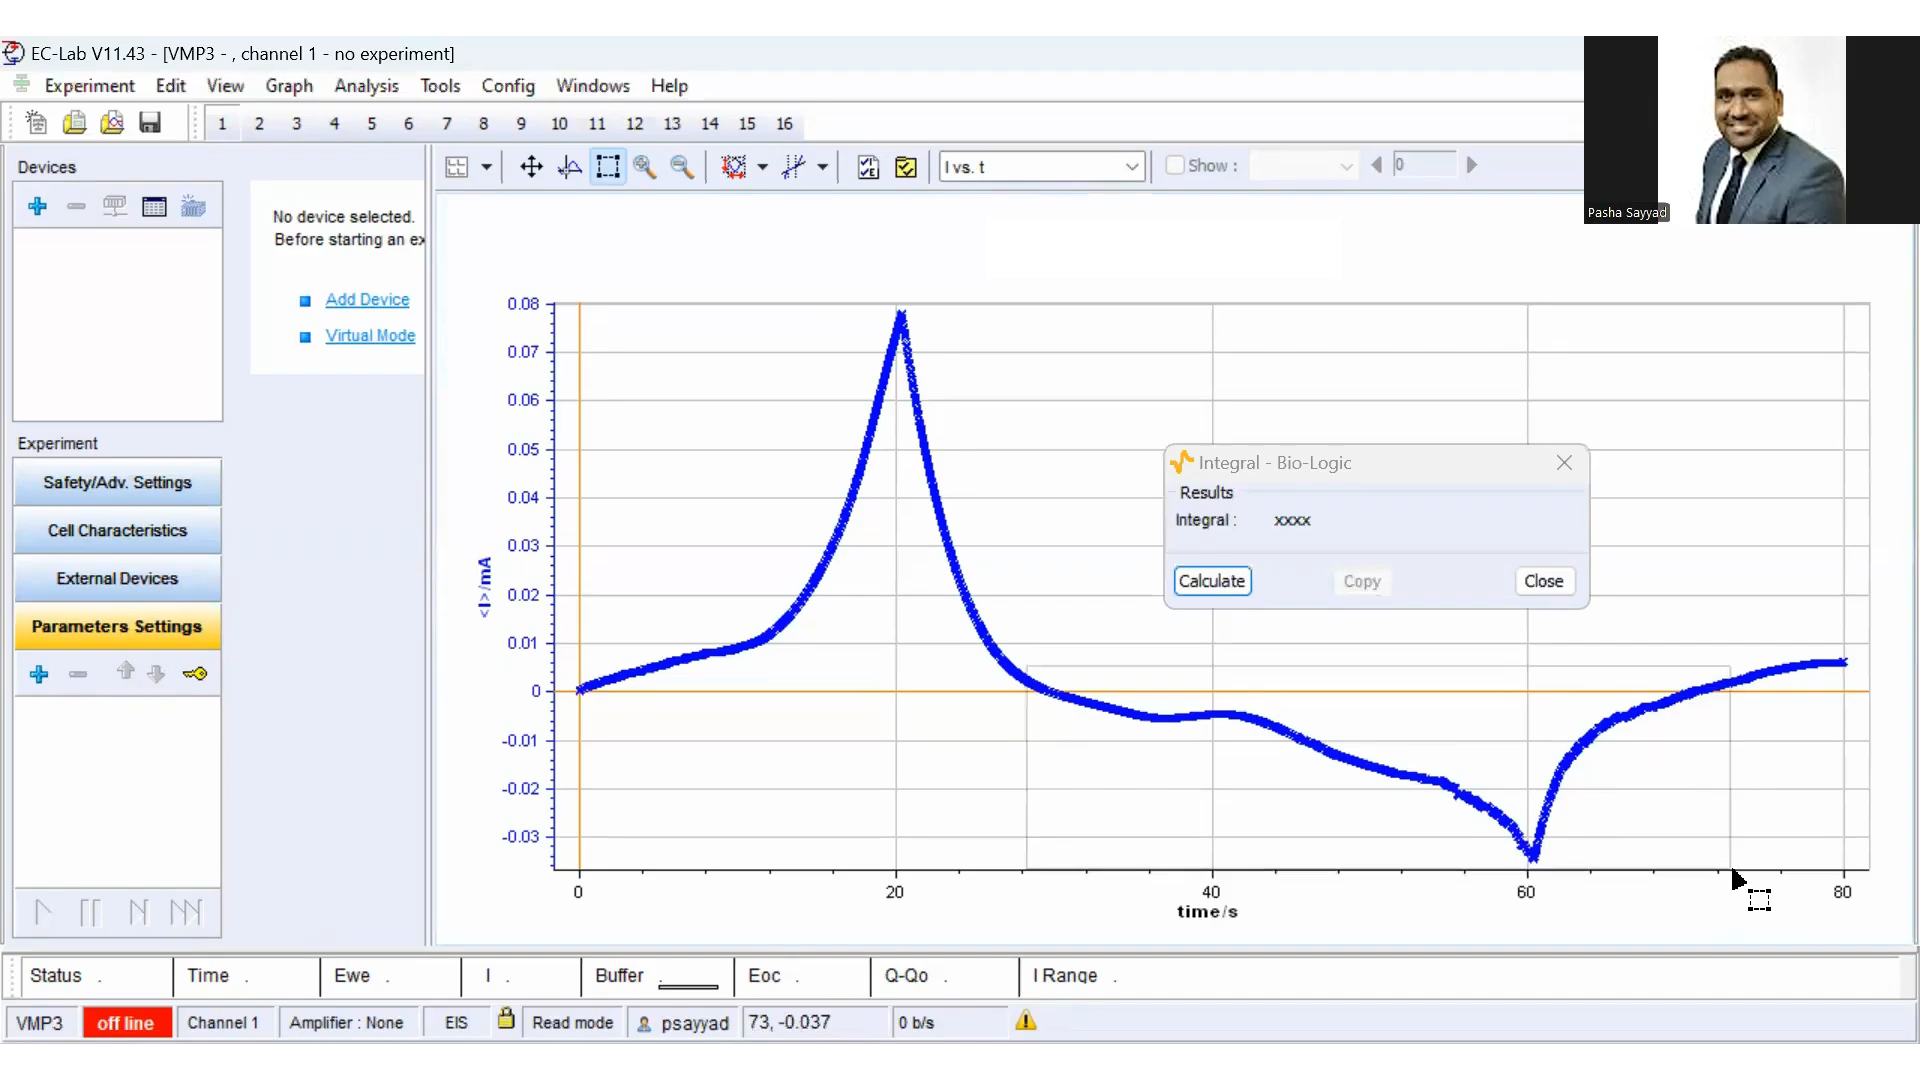 EC-Lab V11.43 - [VMP3 - , channel 1 - no experiment]
Experiment Edit View Graph Analysis Tools Config Windows Help
1 2 3 4 5 6 7 8 9 10 11 12 13 14 15 16
Devices
No device selected.
Before starting an ex
Add Device
Virtual Mode
Experiment
Safety/Adv. Settings
Cell Characteristics
External Devices
Parameters Settings
I vs. t
Show :
0
Pasha Sayyad
0.08
0.07
0.06
0.05
0.04
0.03
0.02
0.01
0
-0.01
-0.02
-0.03
<I>/mA
0 20 40 60 80
time/s
Integral - Bio-Logic
Results
Integral : xxxx
Calculate Copy Close
Status . Time . Ewe . I . Buffer . Eoc . Q-Qo . I Range .
VMP3 off line Channel 1 Amplifier : None EIS Read mode psayyad 73, -0.037 0 b/s